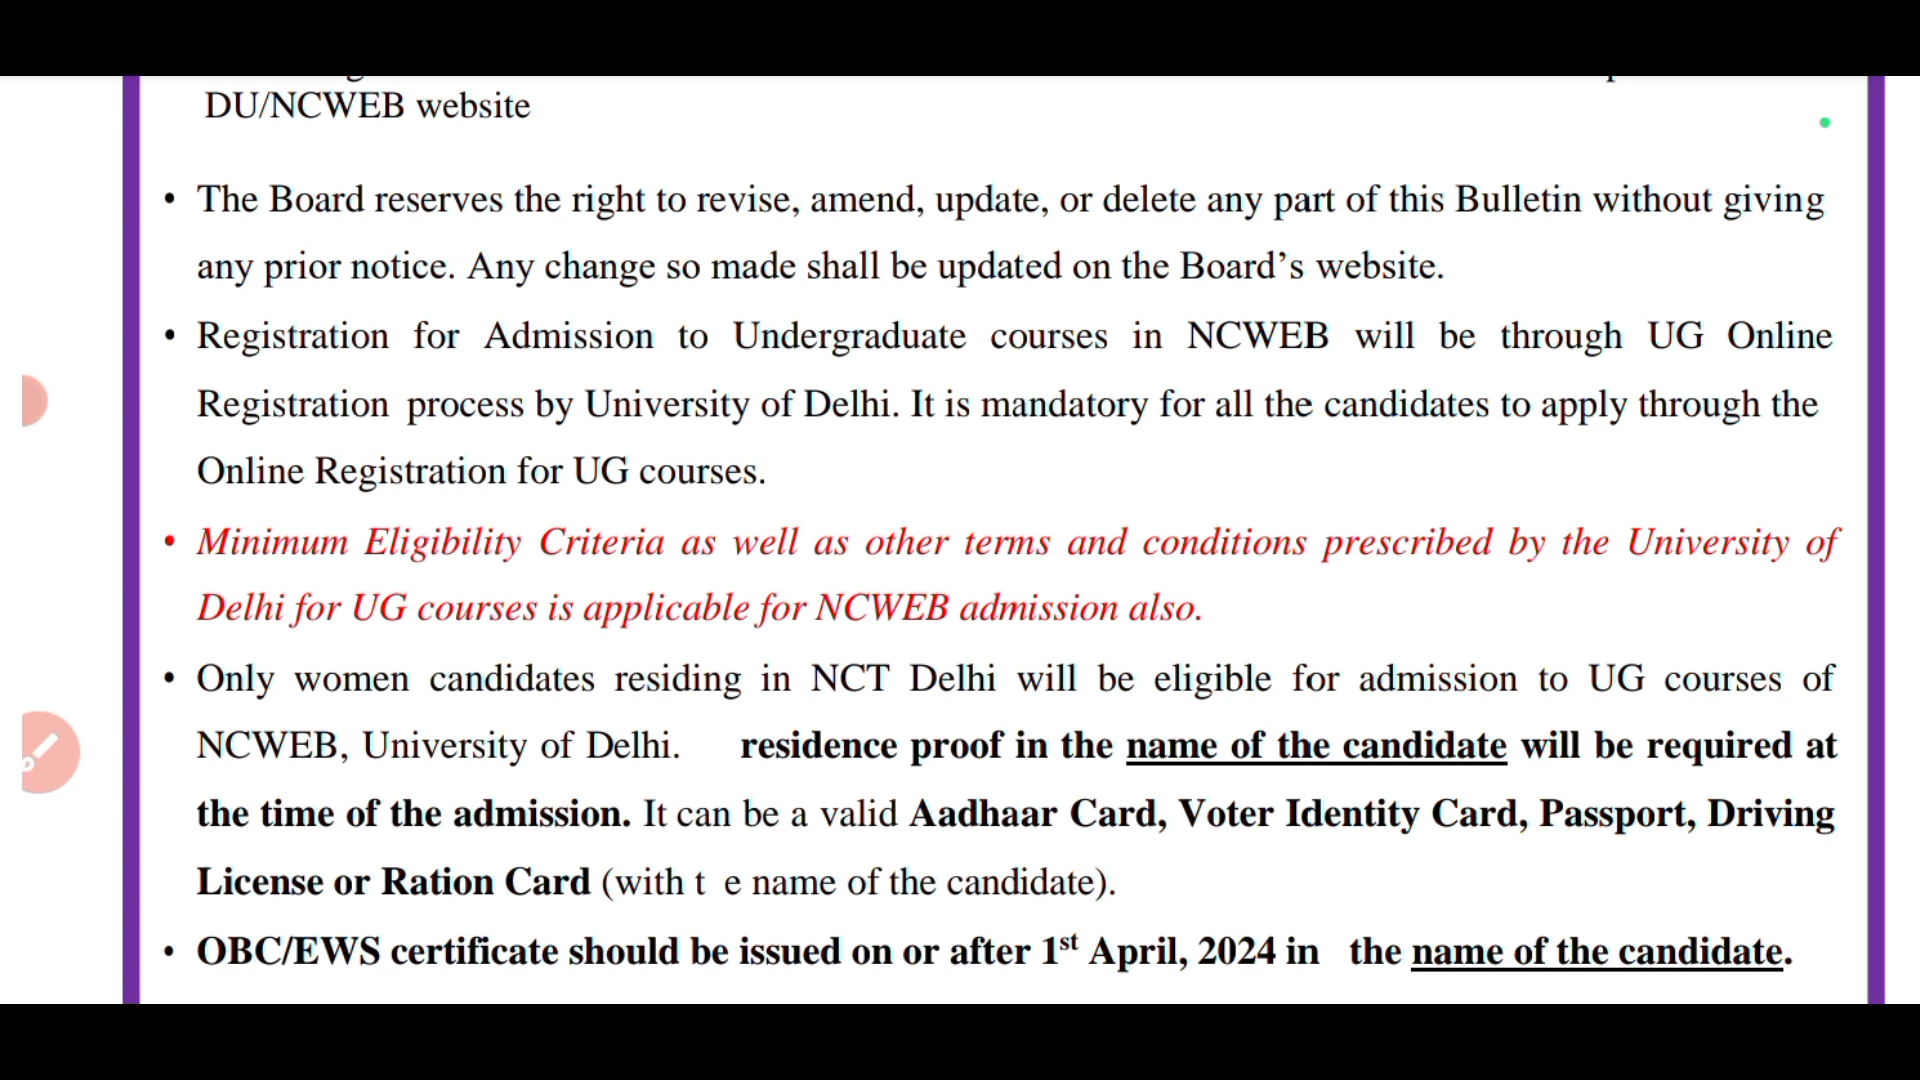 DU/NCWEB website
• The Board reserves the right to revise, amend, update, or delete any part of this Bulletin without giving
any prior notice. Any change so made shall be updated on the Board’s website.
• Registration for Admission to Undergraduate courses in NCWEB will be through UG Online
Registration process by University of Delhi. It is mandatory for all the candidates to apply through the
Online Registration for UG courses.
• Minimum Eligibility Criteria as well as other terms and conditions prescribed by the University of
Delhi for UG courses is applicable for NCWEB admission also.
• Only women candidates residing in NCT Delhi will be eligible for admission to UG courses of
NCWEB, University of Delhi. residence proof in the name of the candidate will be required at
the time of the admission. It can be a valid Aadhaar Card, Voter Identity Card, Passport, Driving
License or Ration Card (with t e name of the candidate).
• OBC/EWS certificate should be issued on or after 1st April, 2024 in the name of the candidate.